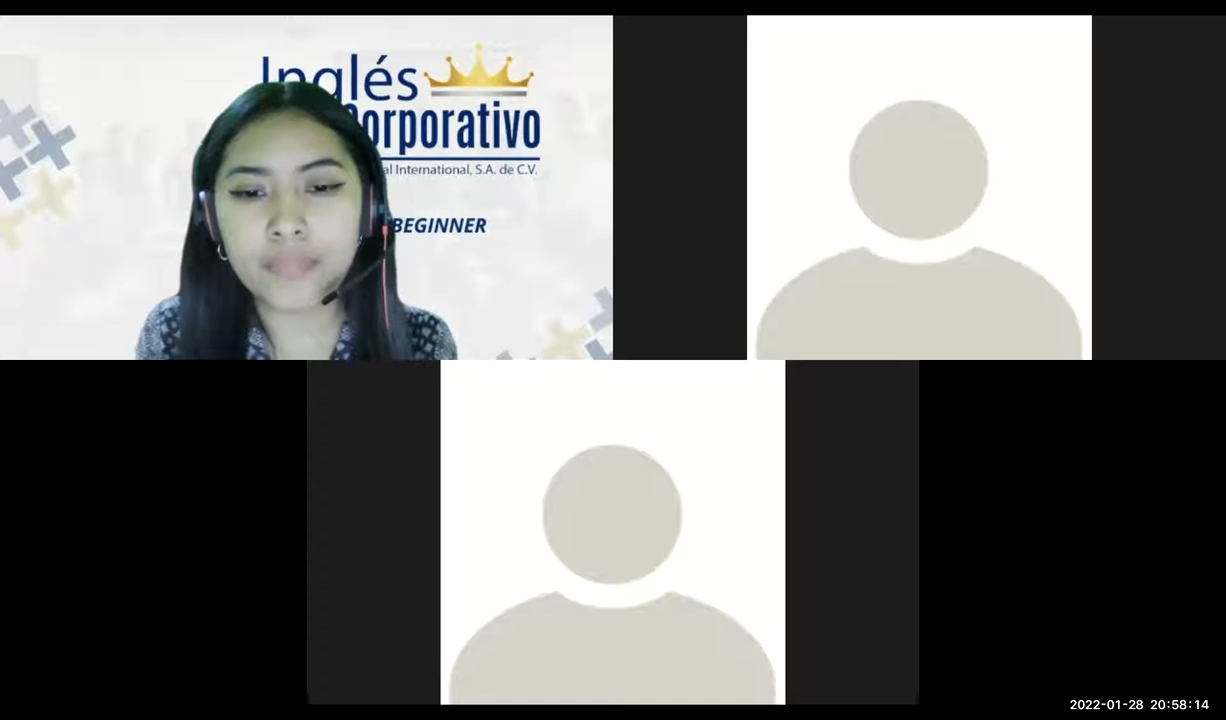 Inglés
Corporativo
al International, S.A. de C.V.
BEGINNER
2022-01-28 20:58:14